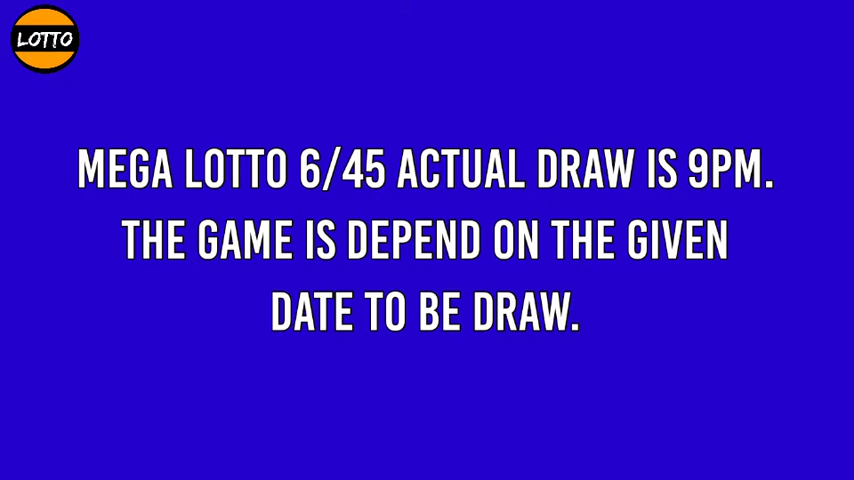 LOTTO
MEGA LOTTO 6/45 ACTUAL DRAW IS 9PM.
THE GAME IS DEPEND ON THE GIVEN
DATE TO BE DRAW.